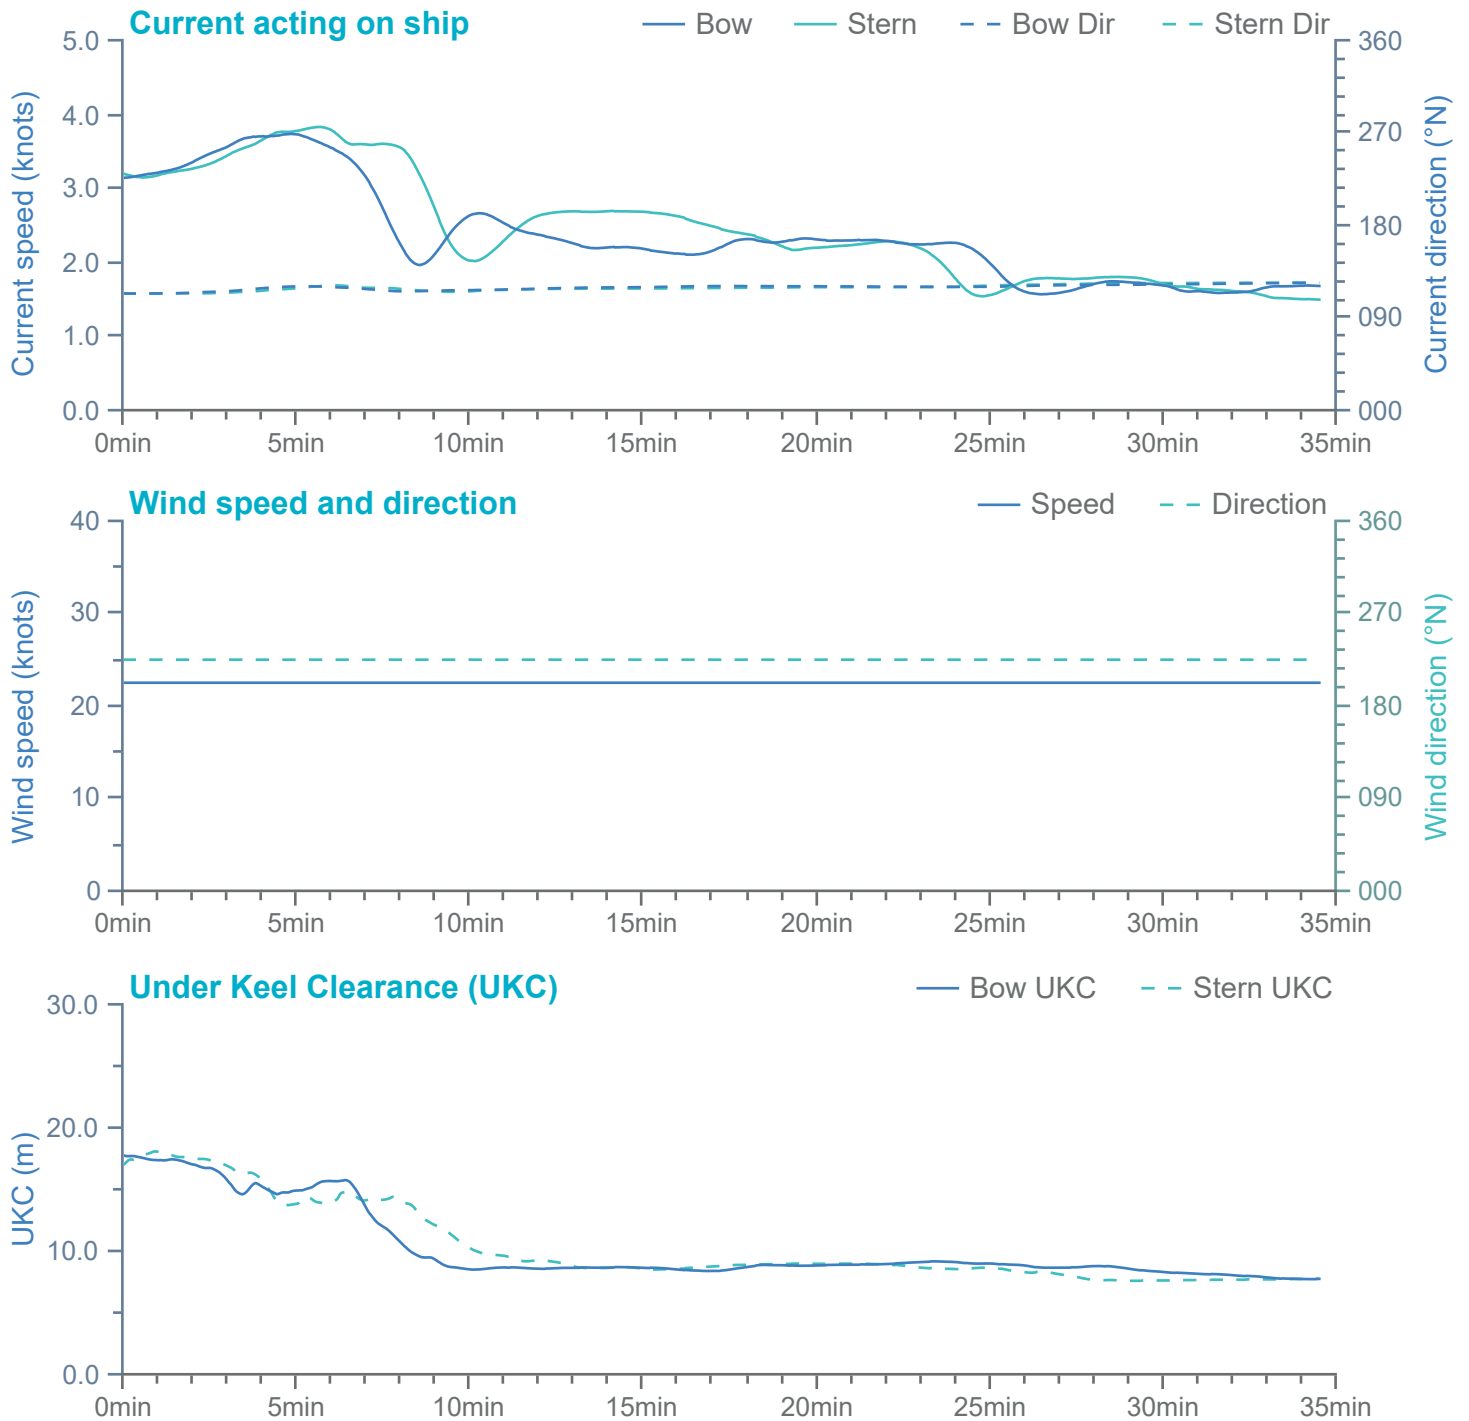 Current acting on ship
Bow Stern Bow Dir Stern Dir
5.0 360
4.0 270
3.0
180
2.0
1.0 090
0.0 000
Current speed (knots)
Current direction (°N)
0min 5min 10min 15min 20min 25min 30min 35min
Wind speed and direction
Speed Direction
40 360
30 270
20 180
10 090
0 000
Wind speed (knots)
Wind direction (°N)
0min 5min 10min 15min 20min 25min 30min 35min
Under Keel Clearance (UKC)
Bow UKC Stern UKC
30.0
20.0
10.0
0.0
UKC (m)
0min 5min 10min 15min 20min 25min 30min 35min